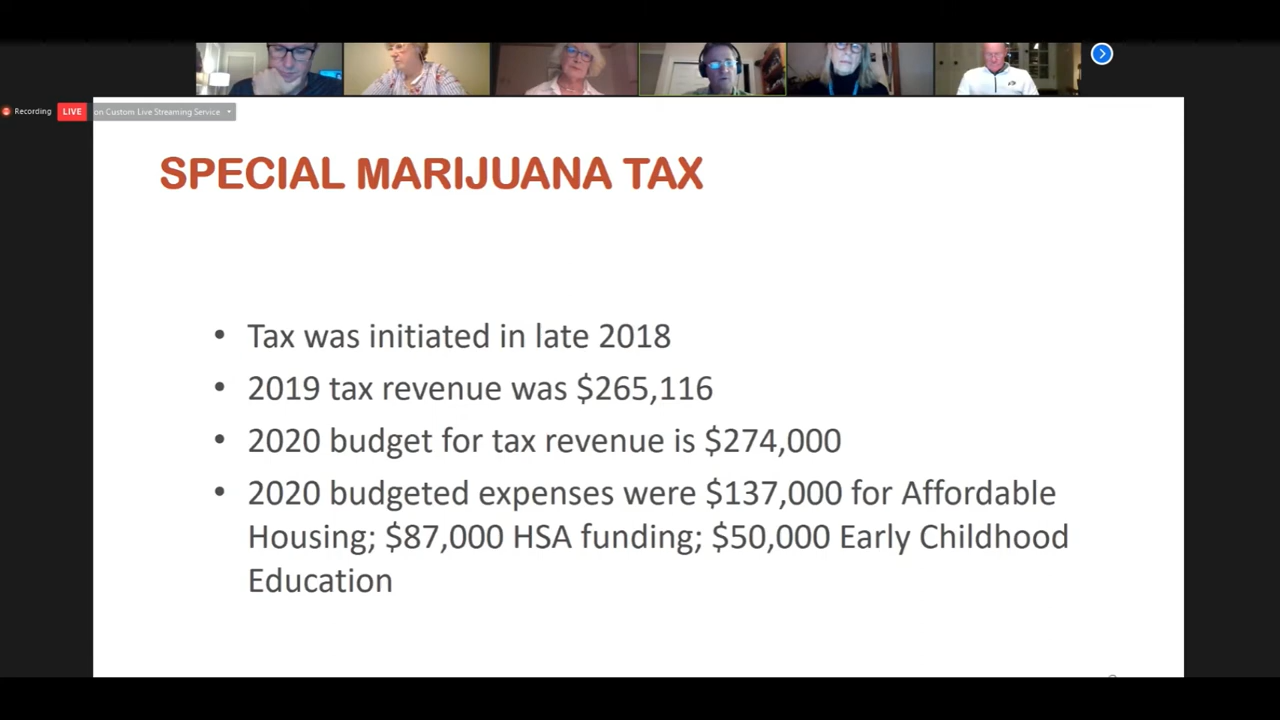 Recording
LIVE
on Custom Live Streaming Service
SPECIAL MARIJUANA TAX
• Tax was initiated in late 2018
• 2019 tax revenue was $265,116
• 2020 budget for tax revenue is $274,000
• 2020 budgeted expenses were $137,000 for Affordable
Housing; $87,000 HSA funding; $50,000 Early Childhood
Education